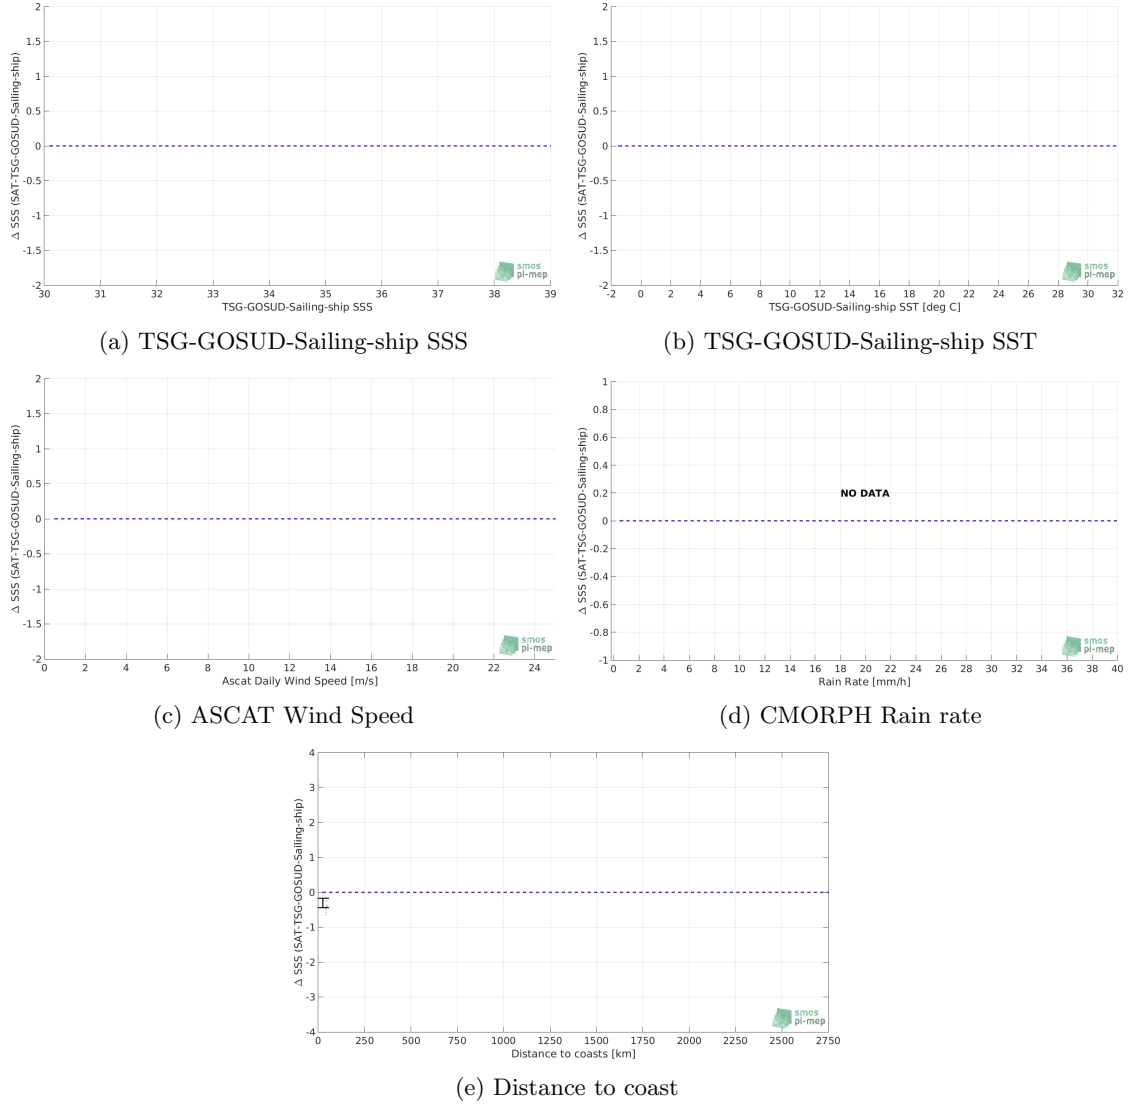 2
1.5
1
0.5
0
-0.5
-1
-1.5
-2
Δ SSS (SAT-TSG-GOSUD-Sailing-ship)
30 31 32 33 34 35 36 37 38 39
TSG-GOSUD-Sailing-ship SSS
smos
pi-mep
(a) TSG-GOSUD-Sailing-ship SSS
2
1.5
1
0.5
0
-0.5
-1
-1.5
-2
Δ SSS (SAT-TSG-GOSUD-Sailing-ship)
-2 0 2 4 6 8 10 12 14 16 18 20 22 24 26 28 30 32
TSG-GOSUD-Sailing-ship SST [deg C]
smos
pi-mep
(b) TSG-GOSUD-Sailing-ship SST
2
1.5
1
0.5
0
-0.5
-1
-1.5
-2
Δ SSS (SAT-TSG-GOSUD-Sailing-ship)
0 2 4 6 8 10 12 14 16 18 20 22 24
Ascat Daily Wind Speed [m/s]
smos
pi-mep
(c) ASCAT Wind Speed
1
0.8
0.6
0.4
0.2
0
-0.2
-0.4
-0.6
-0.8
-1
Δ SSS (SAT-TSG-GOSUD-Sailing-ship)
NO DATA
0 2 4 6 8 10 12 14 16 18 20 22 24 26 28 30 32 34 36 38 40
Rain Rate [mm/h]
smos
pi-mep
(d) CMORPH Rain rate
4
3
2
1
0
-1
-2
-3
-4
Δ SSS (SAT-TSG-GOSUD-Sailing-ship)
0 250 500 750 1000 1250 1500 1750 2000 2250 2500 2750
Distance to coasts [km]
smos
pi-mep
(e) Distance to coast